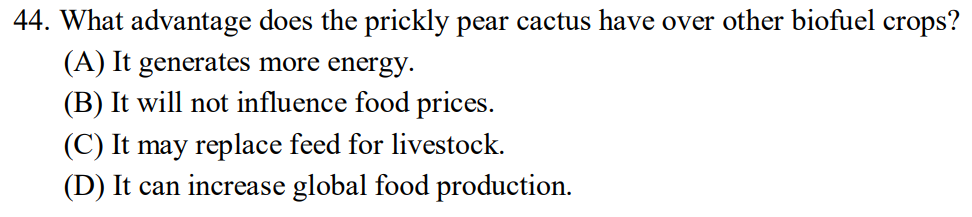 44. What advantage does the prickly pear cactus have over other biofuel crops?
(A) It generates more energy.
(B) It will not influence food prices.
(C) It may replace feed for livestock.
(D) It can increase global food production.